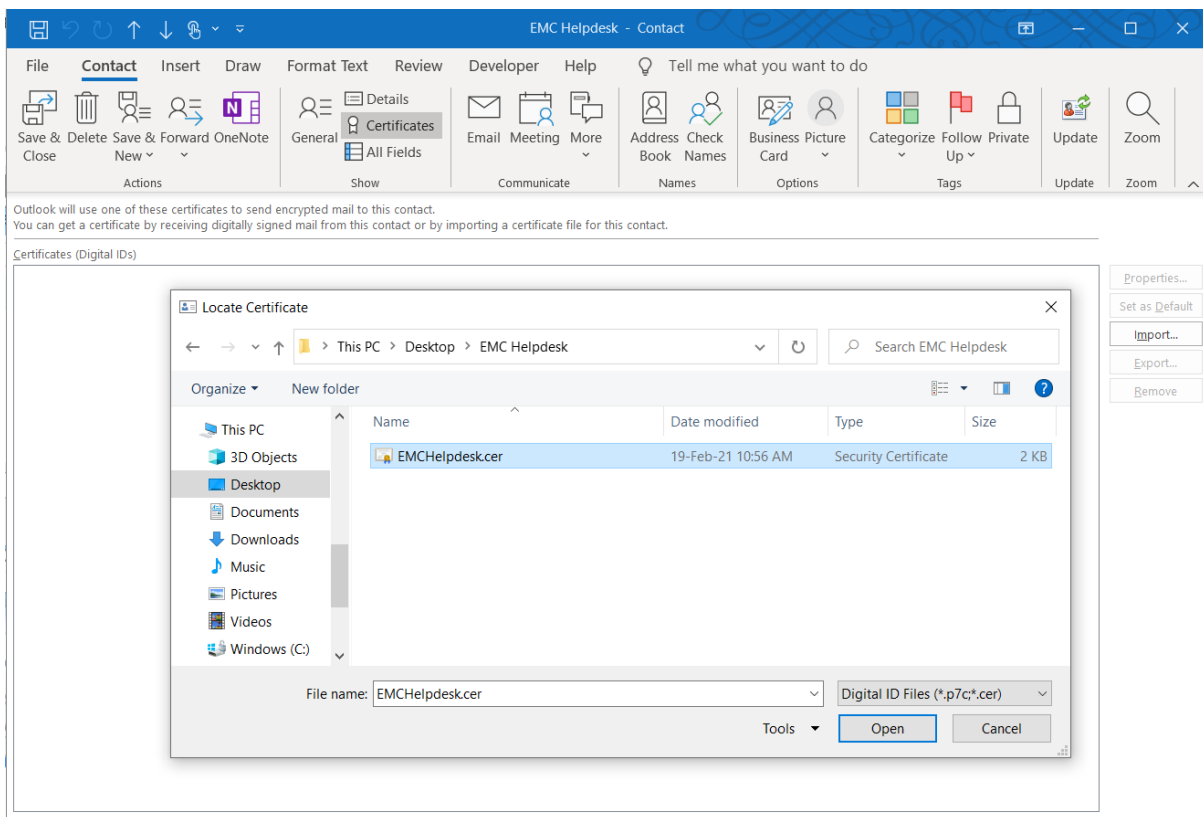 EMC Helpdesk - Contact
File Contact Insert Draw Format Text Review Developer Help Tell me what you want to do
Save & Close
Delete
Save & New
Forward
OneNote
Actions
General
Details
Certificates
All Fields
Show
Email
Meeting
More
Communicate
Address Book
Check Names
Names
Business Card
Picture
Options
Categorize
Follow Up
Private
Tags
Update
Update
Zoom
Zoom
Outlook will use one of these certificates to send encrypted mail to this contact.
You can get a certificate by receiving digitally signed mail from this contact or by importing a certificate file for this contact.
Certificates (Digital IDs)
Properties...
Set as Default
Import...
Export...
Remove
Locate Certificate
This PC > Desktop > EMC Helpdesk
Search EMC Helpdesk
Organize New folder
Name Date modified Type Size
EMCHelpdesk.cer 19-Feb-21 10:56 AM Security Certificate 2 KB
This PC
3D Objects
Desktop
Documents
Downloads
Music
Pictures
Videos
Windows (C:)
File name: EMCHelpdesk.cer Digital ID Files (*.p7c;*.cer)
Tools Open Cancel